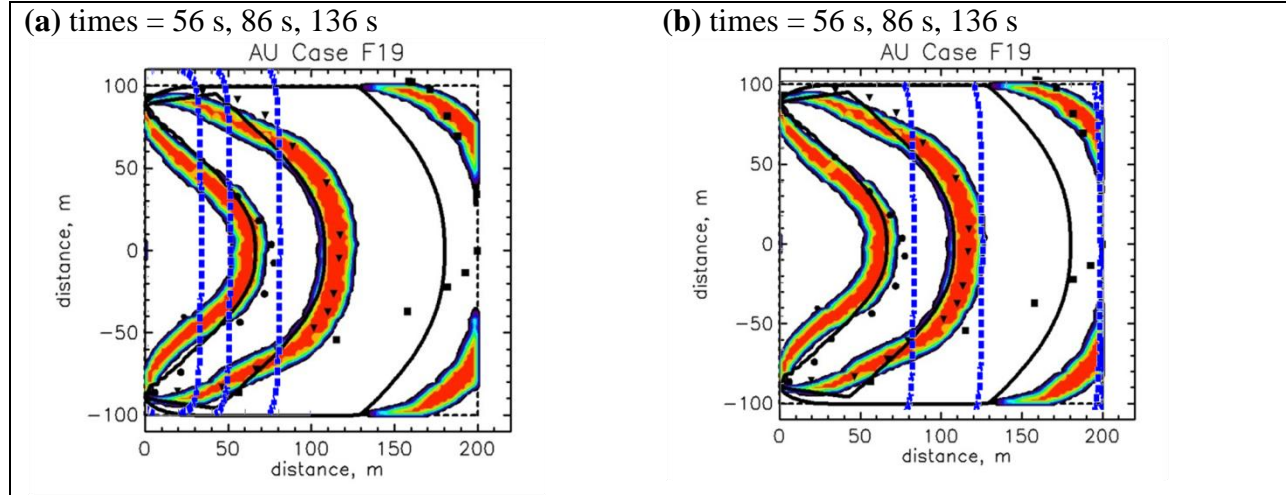 (a) times = 56 s, 86 s, 136 s
AU Case F19
100
50
0
-50
-100
distance, m
0 50 100 150 200
distance, m
(b) times = 56 s, 86 s, 136 s
AU Case F19
100
50
0
-50
-100
distance, m
0 50 100 150 200
distance, m